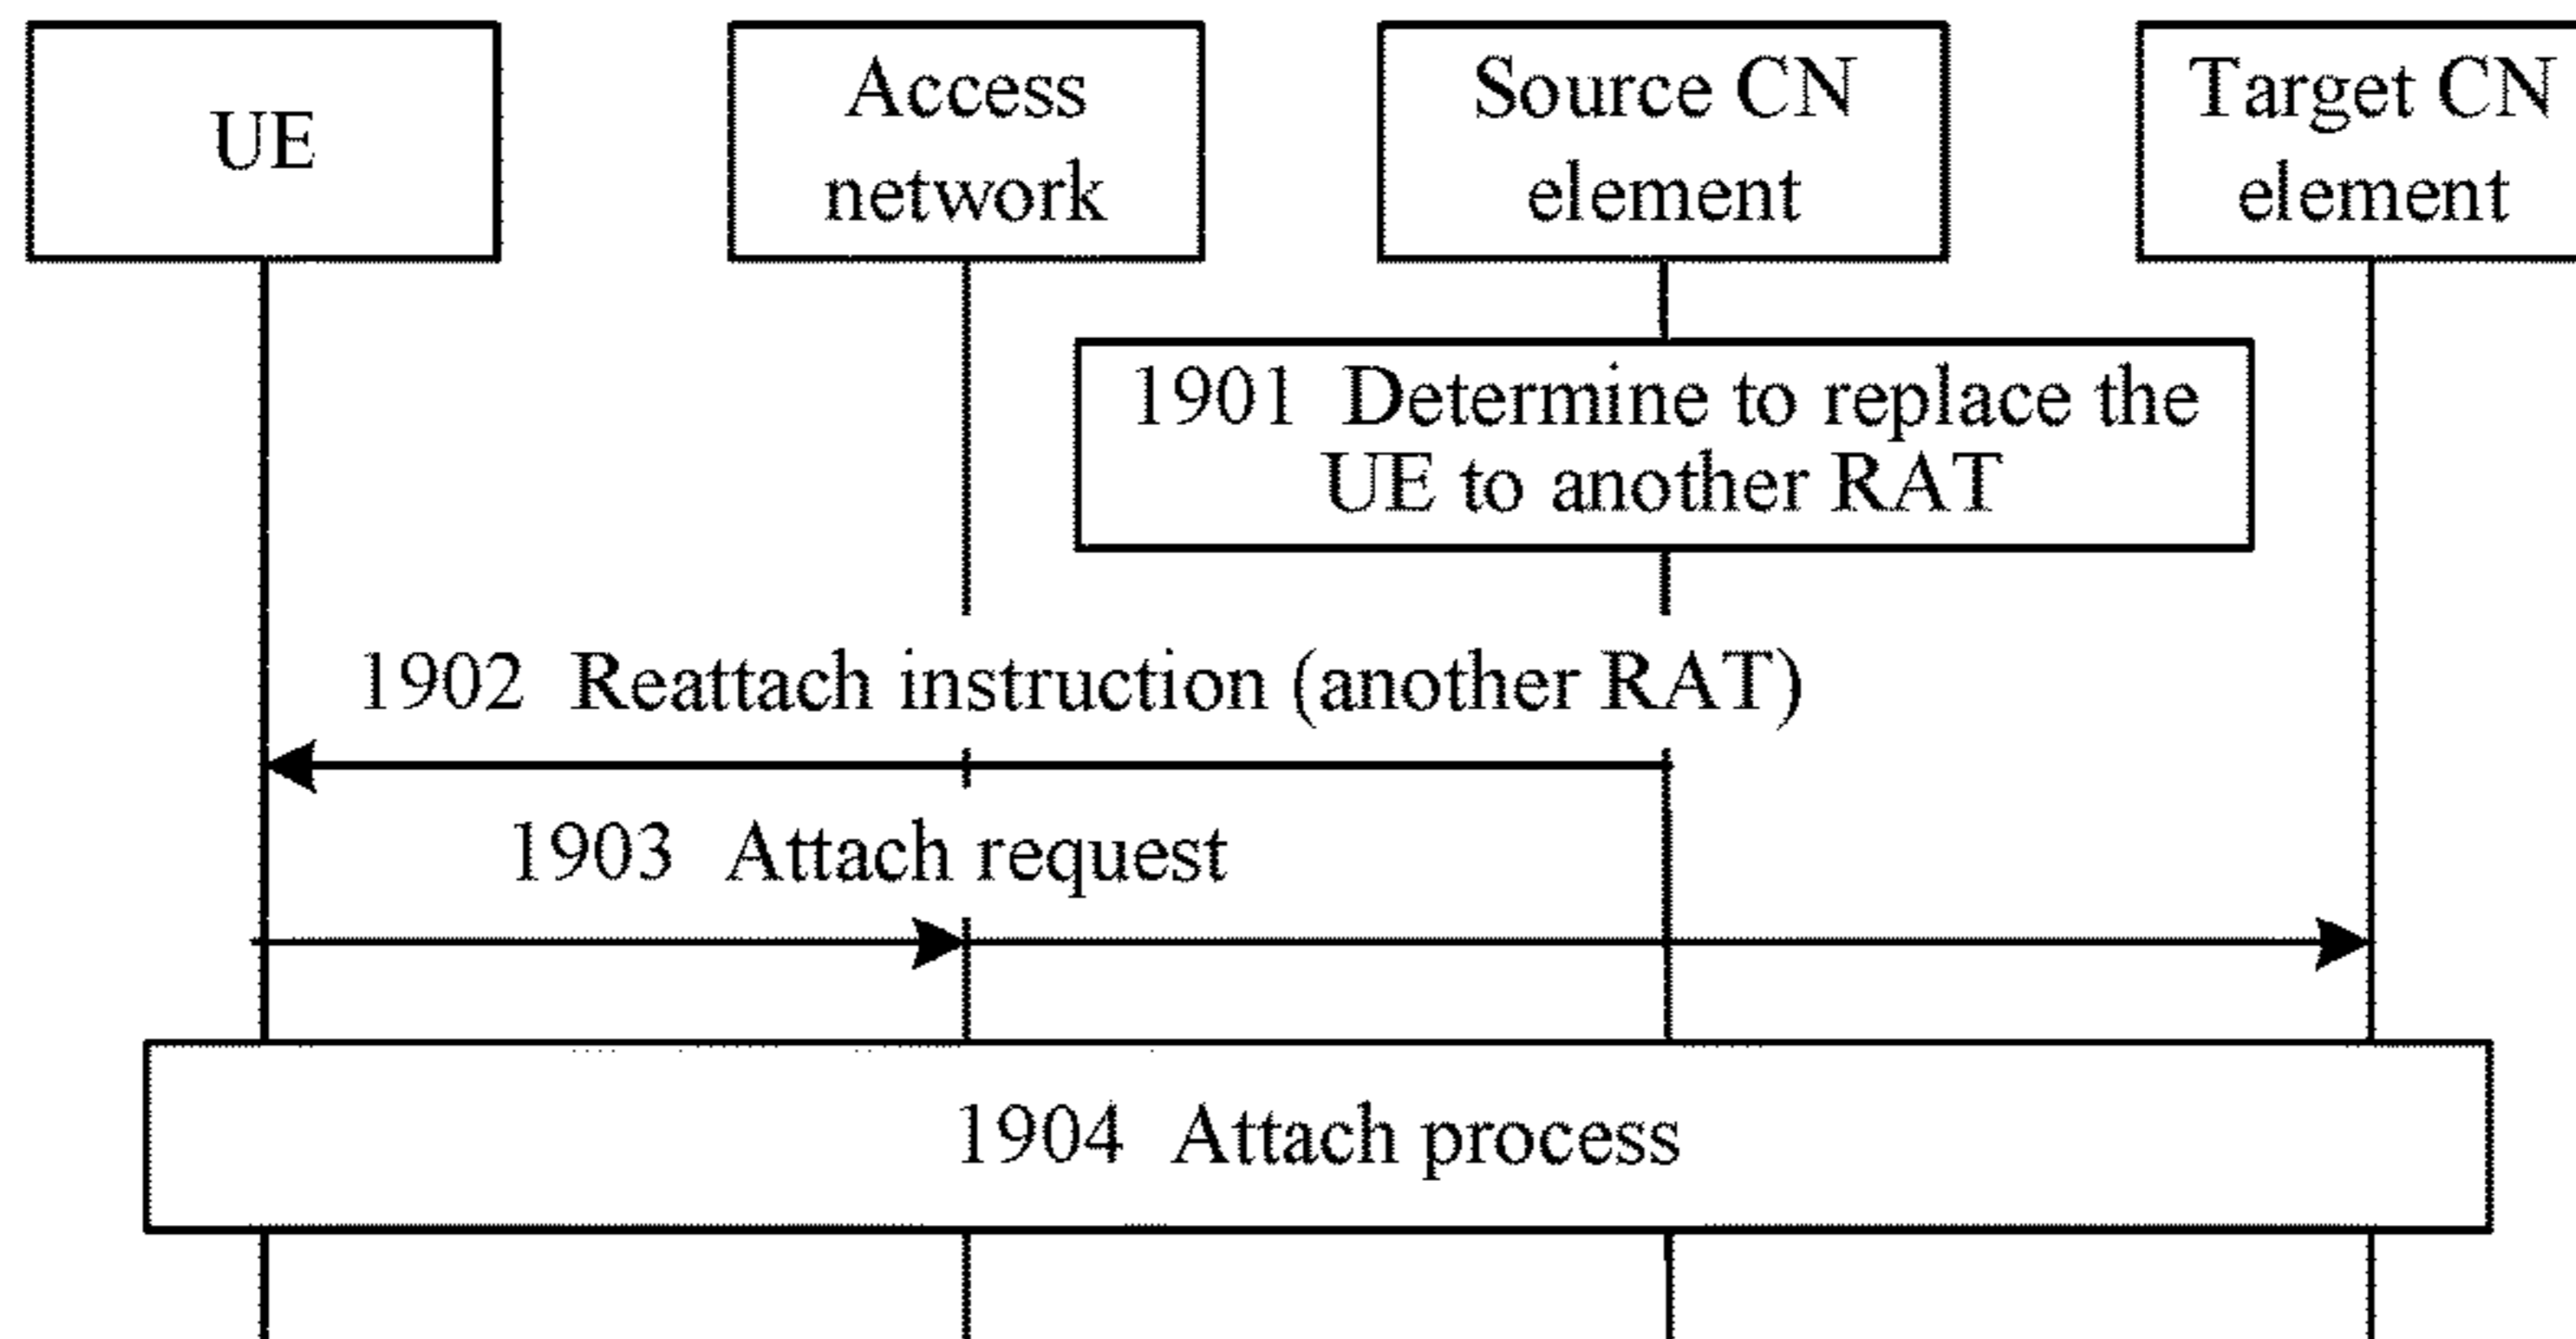 UE
Access
network
Source CN
element
Target CN
element
1901 Determine to replace the
UE to another RAT
1902 Reattach instruction (another RAT)
1903 Attach request
1904 Attach process